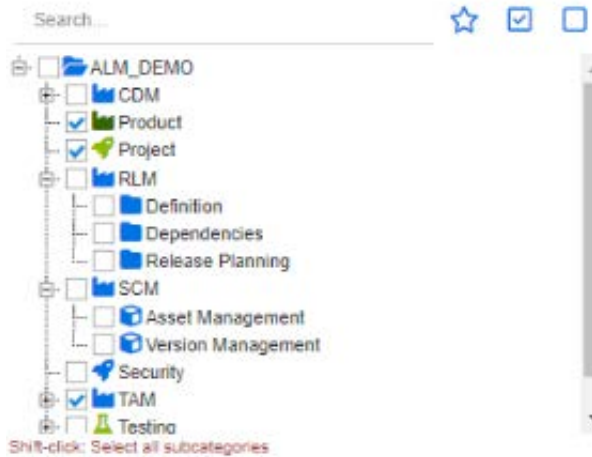 Search...
ALM_DEMO
CDM
Product
Project
RLM
Definition
Dependencies
Release Planning
SCM
Asset Management
Version Management
Security
TAM
Testing
Shift-click: Select all subcategories